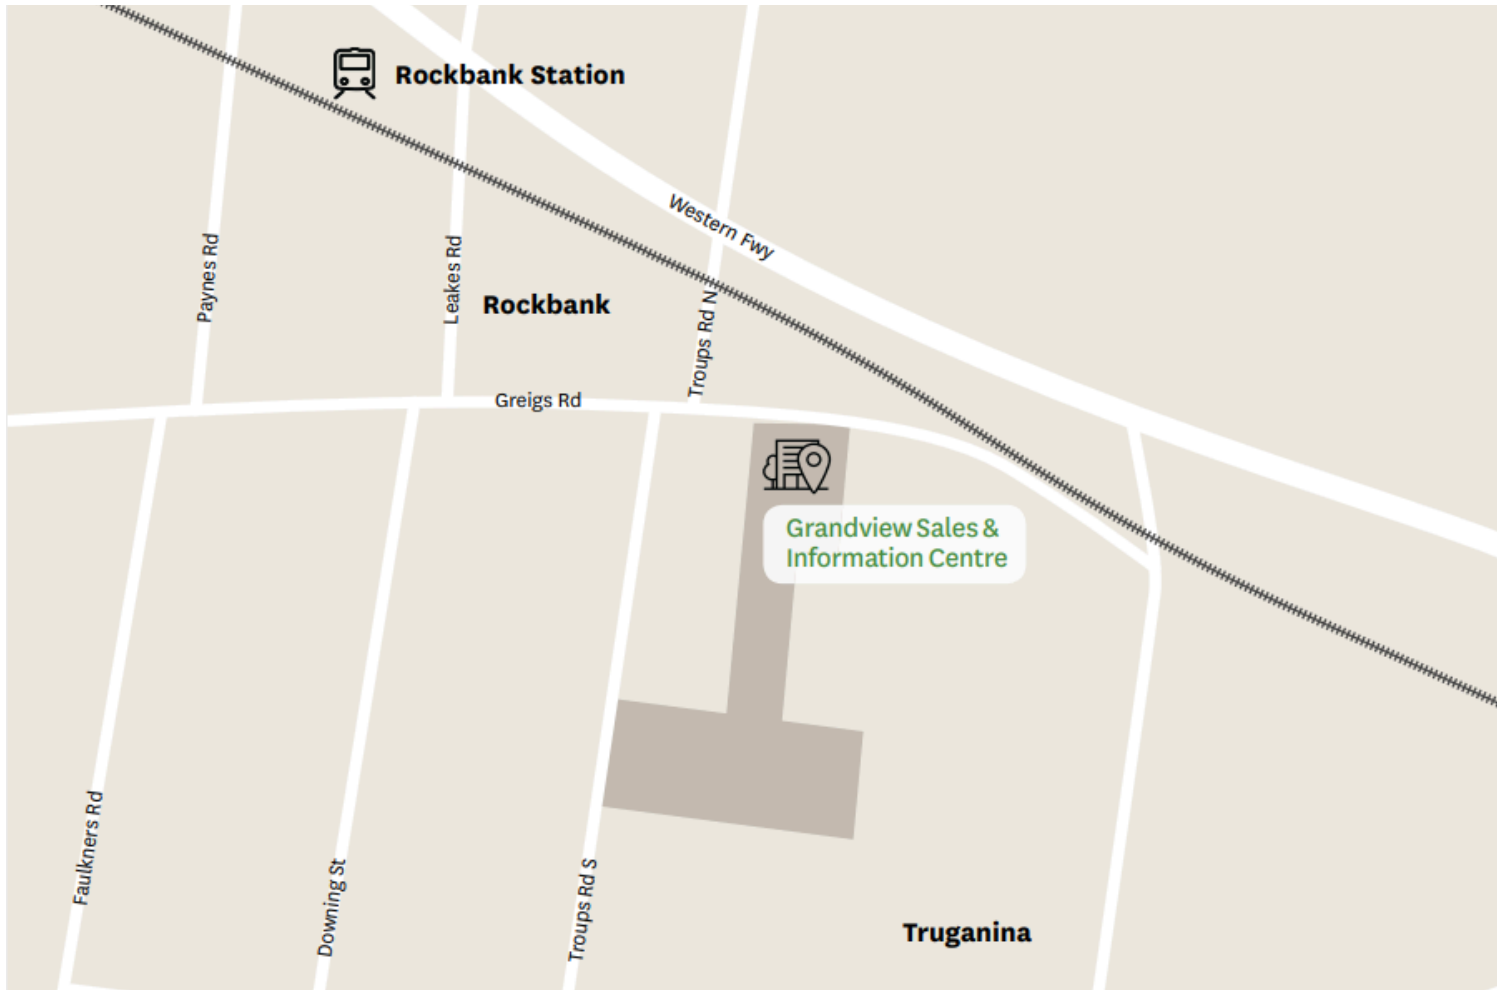 Rockbank Station
Western Fwy
Paynes Rd
Leakes Rd
Rockbank
Troups Rd N
Greigs Rd
Grandview Sales &
Information Centre
Faulkners Rd
Downing St
Troups Rd S
Truganina